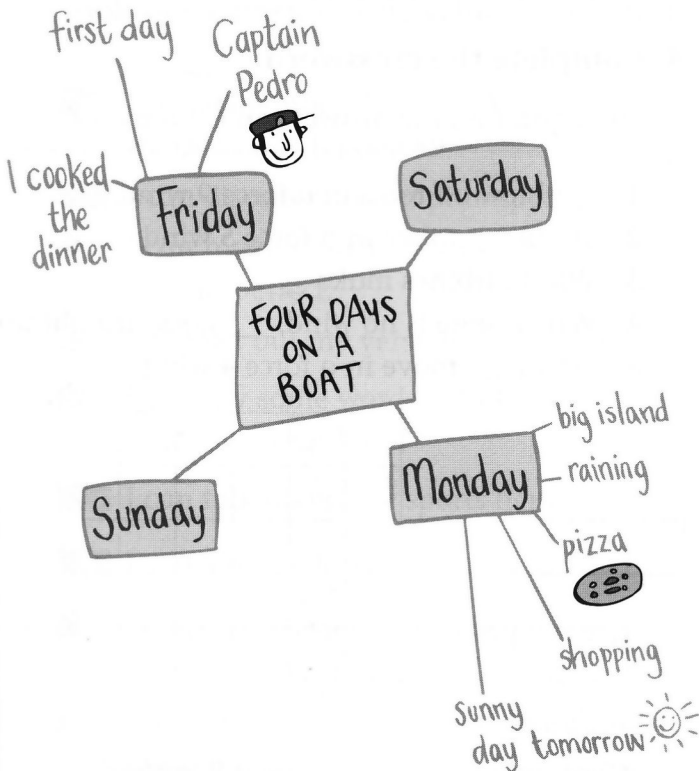 first day
Captain
Pedro
I cooked
the
dinner
Friday
Saturday
FOUR DAYS
ON A
BOAT
Sunday
Monday
big island
raining
pizza
shopping
sunny
day tomorrow